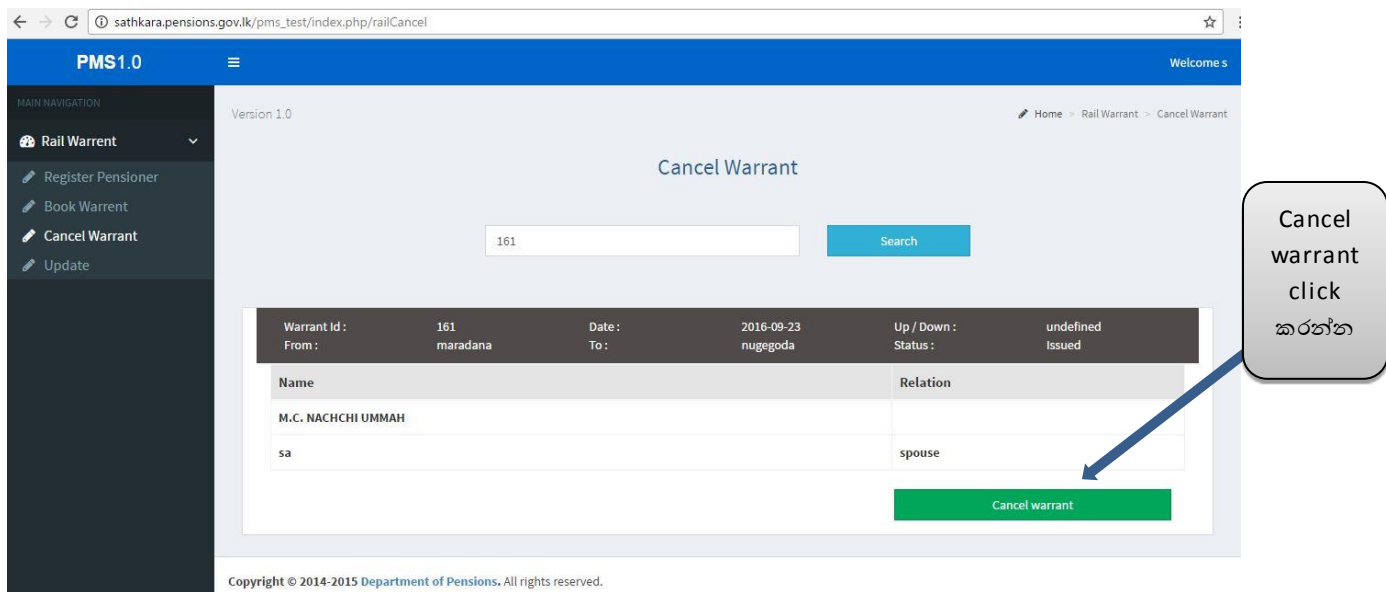 sathkara.pensions.gov.lk/pms_test/index.php/railCancel
PMS1.0
Welcome s
MAIN NAVIGATION
Rail Warrent
Register Pensioner
Book Warrent
Cancel Warrant
Update
Version 1.0
Home > Rail Warrant > Cancel Warrant
Cancel Warrant
161
Search
Warrant Id : 161 Date : 2016-09-23 Up / Down : undefined
From : maradana To : nugegoda Status : Issued
Name Relation
M.C. NACHCHI UMMAH
sa spouse
Cancel warrant
Copyright © 2014-2015 Department of Pensions. All rights reserved.
Cancel
warrant
click
කරන්න